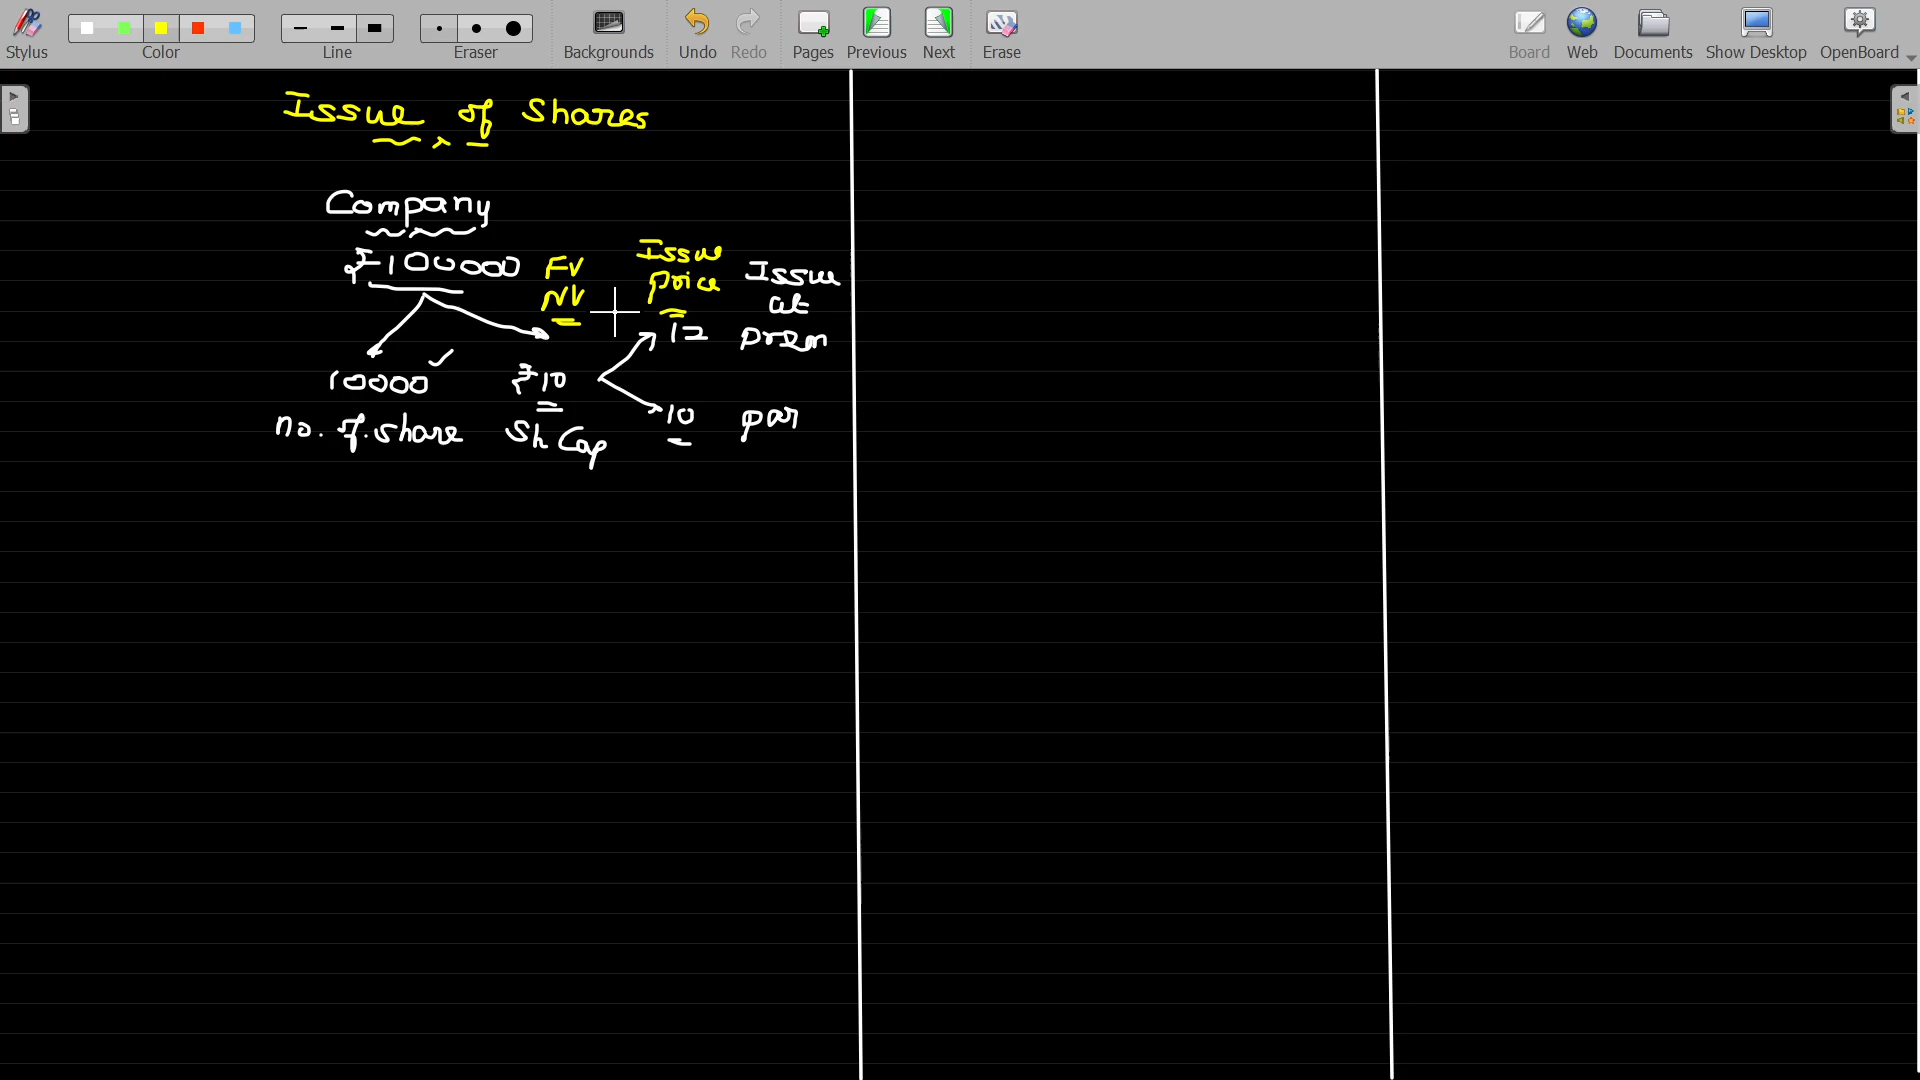 Stylus
Color
Line
Eraser
Backgrounds
Undo
Redo
Pages
Previous
Next
Erase
Board
Web
Documents
Show Desktop
OpenBoard
Issue of Shares
Company
₹100000
FV
NV
Issue
price
Issue
at
prem
12
10000
₹10
10
par
no. of. share
Sh Cap